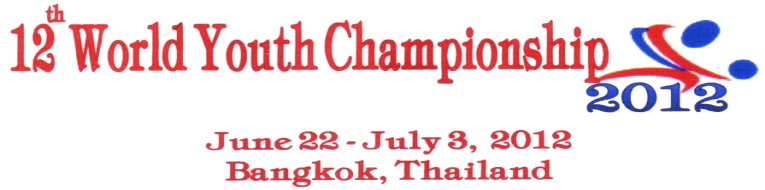 12th World Youth Championship
2012
June 22 - July 3, 2012
Bangkok, Thailand